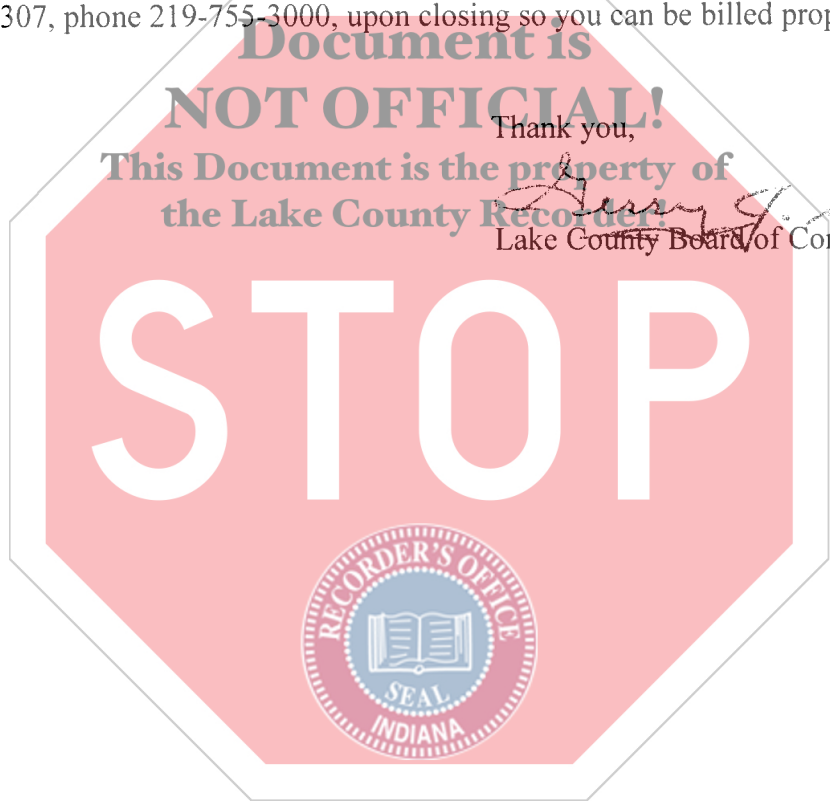 307, phone 219-755-3000, upon closing so you can be billed prop
Document is
NOT OFFICIAL!
Thank you,
This Document is the property of
the Lake County Recorder!
Gerry J.
Lake County Board of Co
STOP
RECORDER'S OFFICE
SEAL
INDIANA